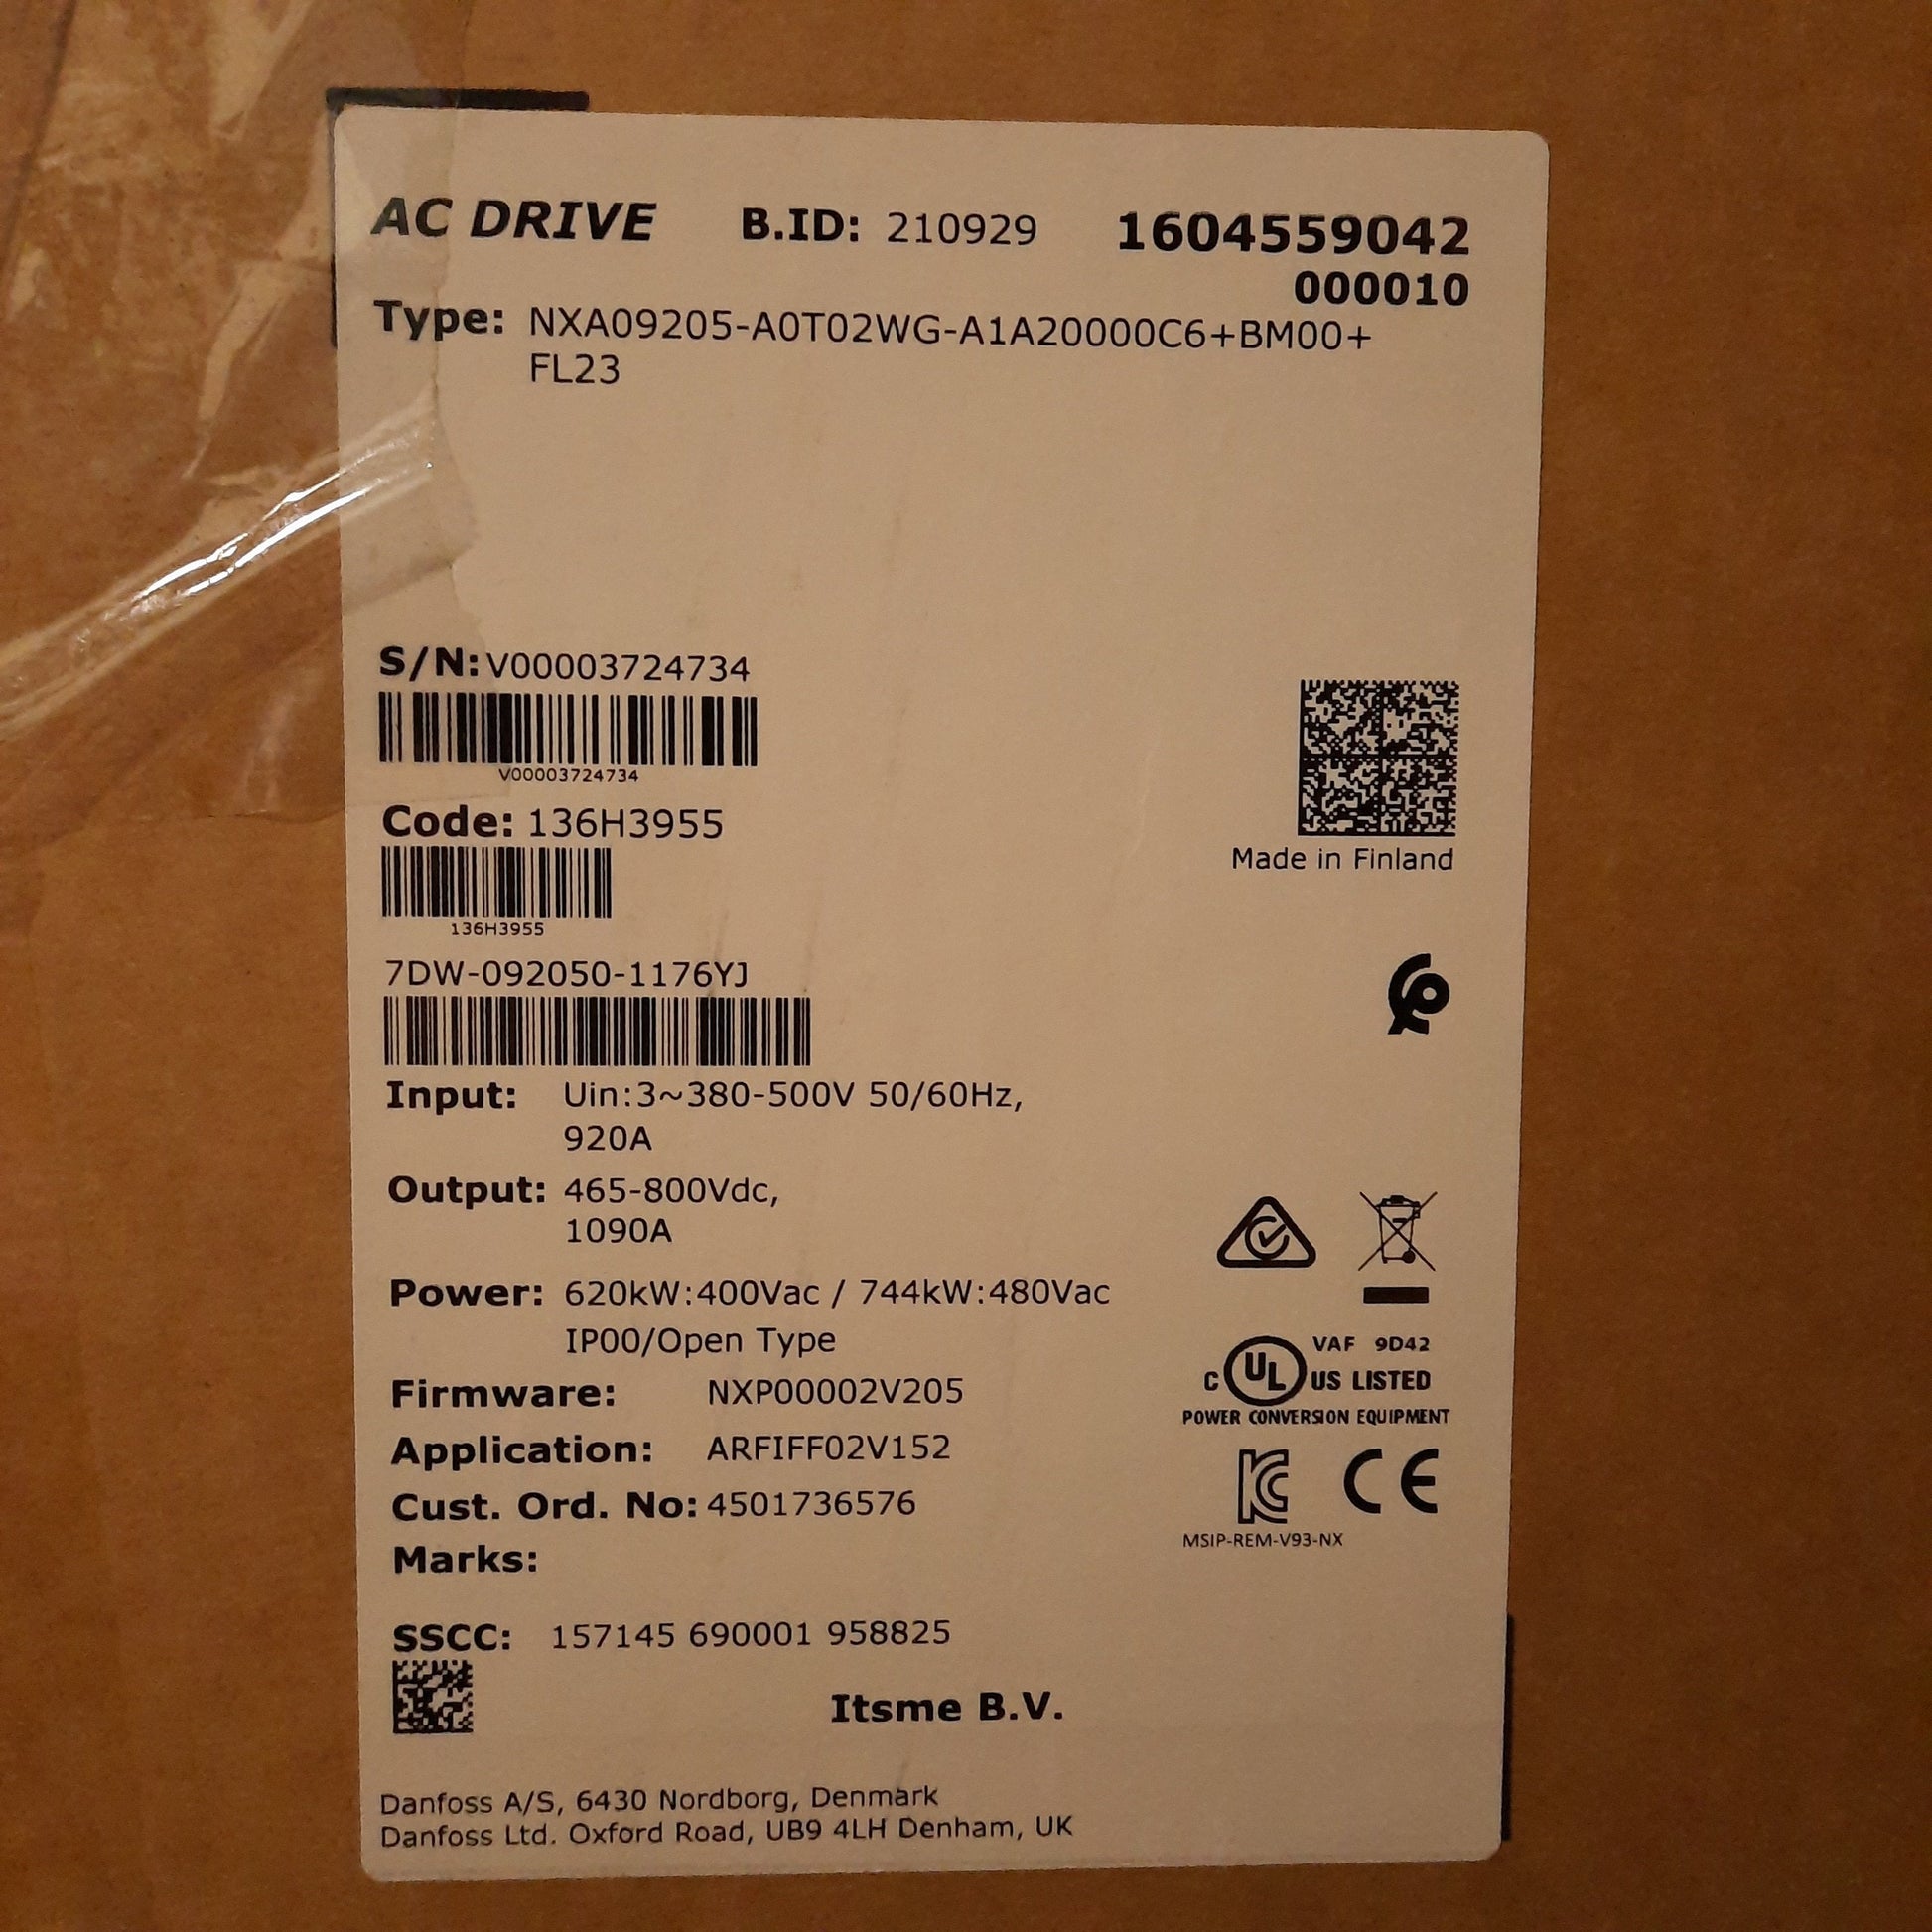 AC DRIVE B.ID: 210929 1604559042
000010
Type: NXA09205-A0T02WG-A1A20000C6+BM00+
FL23
S/N: V00003724734
V00003724734
Code: 136H3955
136H3955
Made in Finland
7DW-092050-1176YJ
Input: Uin:3~380-500V 50/60Hz,
920A
Output: 465-800Vdc,
1090A
Power: 620kW:400Vac / 744kW:480Vac
IP00/Open Type
VAF 9D42
C UL US LISTED
POWER CONVERSION EQUIPMENT
Firmware: NXP00002V205
Application: ARFIFF02V152
Cust. Ord. No: 4501736576
KC CE
MSIP-REM-V93-NX
Marks:
SSCC: 157145 690001 958825
Itsme B.V.
Danfoss A/S, 6430 Nordborg, Denmark
Danfoss Ltd. Oxford Road, UB9 4LH Denham, UK